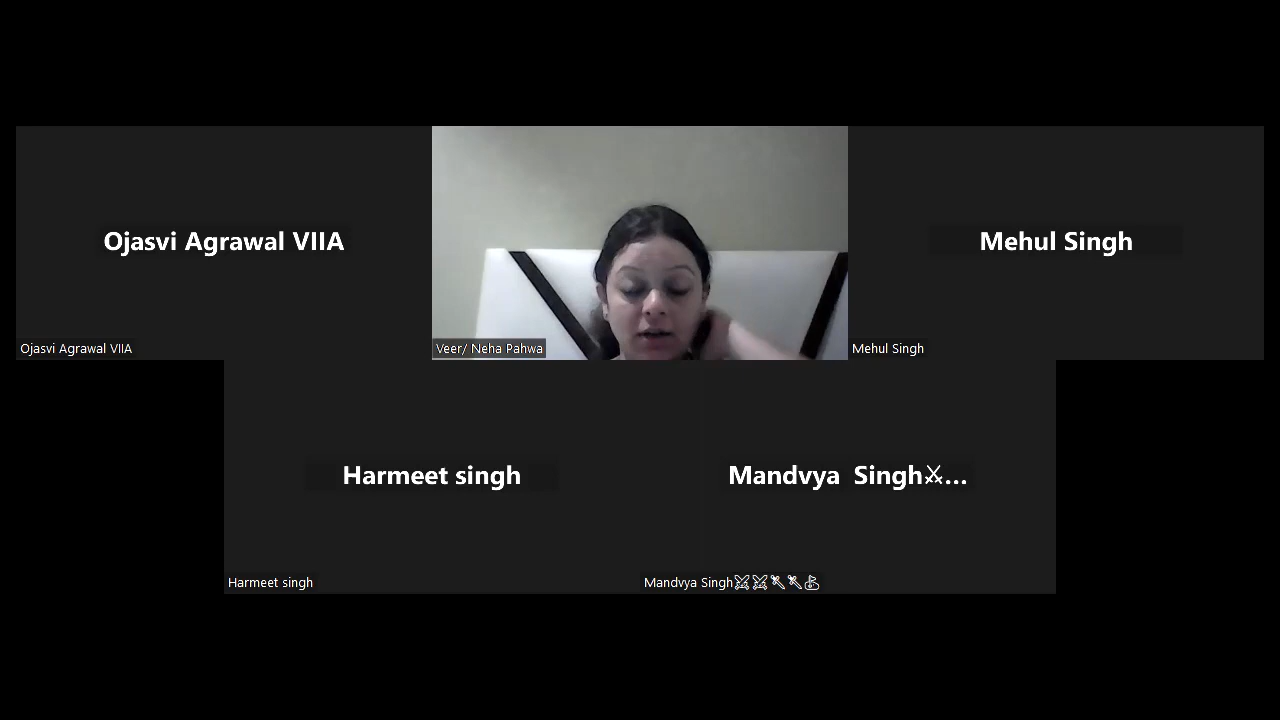 Ojasvi Agrawal VIIA
Mehul Singh
Ojasvi Agrawal VIIA
Veer/ Neha Pahwa
Mehul Singh
Harmeet singh
Mandvya Singh⚔...
Harmeet singh
Mandvya Singh⚔⚔🗡🗡⛳